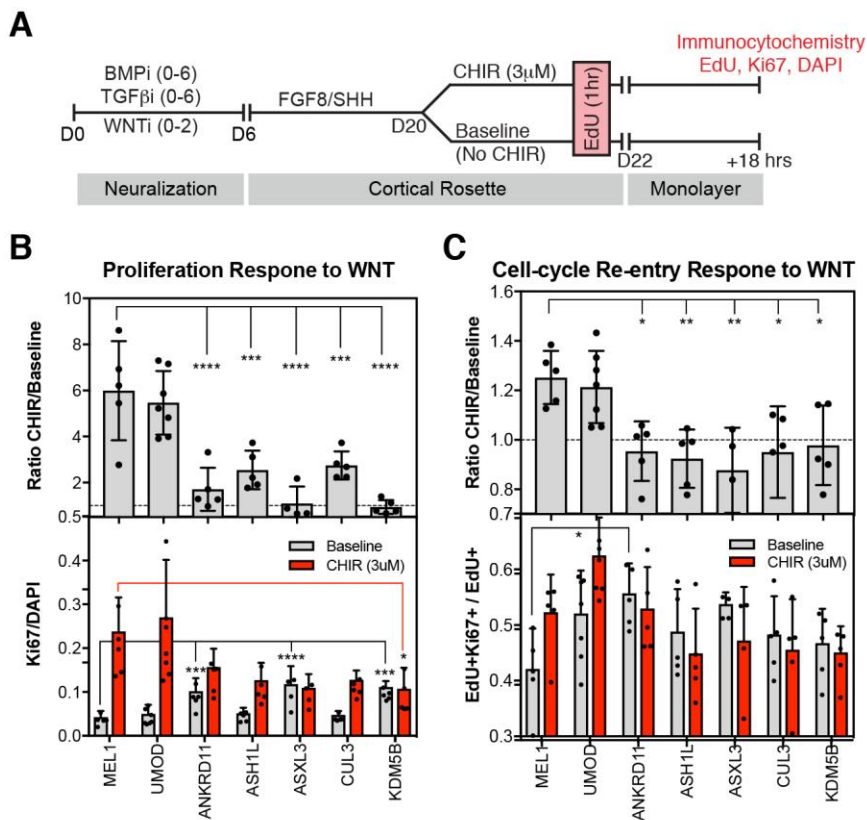 A
BMPi (0-6)
TGFβi (0-6)
WNTi (0-2)
D0
D6
FGF8/SHH
D20
CHIR (3μM)
Baseline
(No CHIR)
EdU (1hr)
D22
Immunocytochemistry
EdU, Ki67, DAPI
+18 hrs
Neuralization
Cortical Rosette
Monolayer
B
Proliferation Respone to WNT
Ratio CHIR/Baseline
10
8
6
4
2
0.5
****
***
****
***
****
Ki67/DAPI
0.5
0.4
0.3
0.2
0.1
0.0
Baseline
CHIR (3uM)
***
****
***
*
MEL1
UMOD
ANKRD11
ASH1L
ASXL3
CUL3
KDM5B
C
Cell-cycle Re-entry Respone to WNT
Ratio CHIR/Baseline
1.6
1.4
1.2
1.0
0.8
0.7
*
**
**
*
*
EdU+Ki67+ / EdU+
0.6
0.5
0.4
0.3
*
Baseline
CHIR (3uM)
MEL1
UMOD
ANKRD11
ASH1L
ASXL3
CUL3
KDM5B